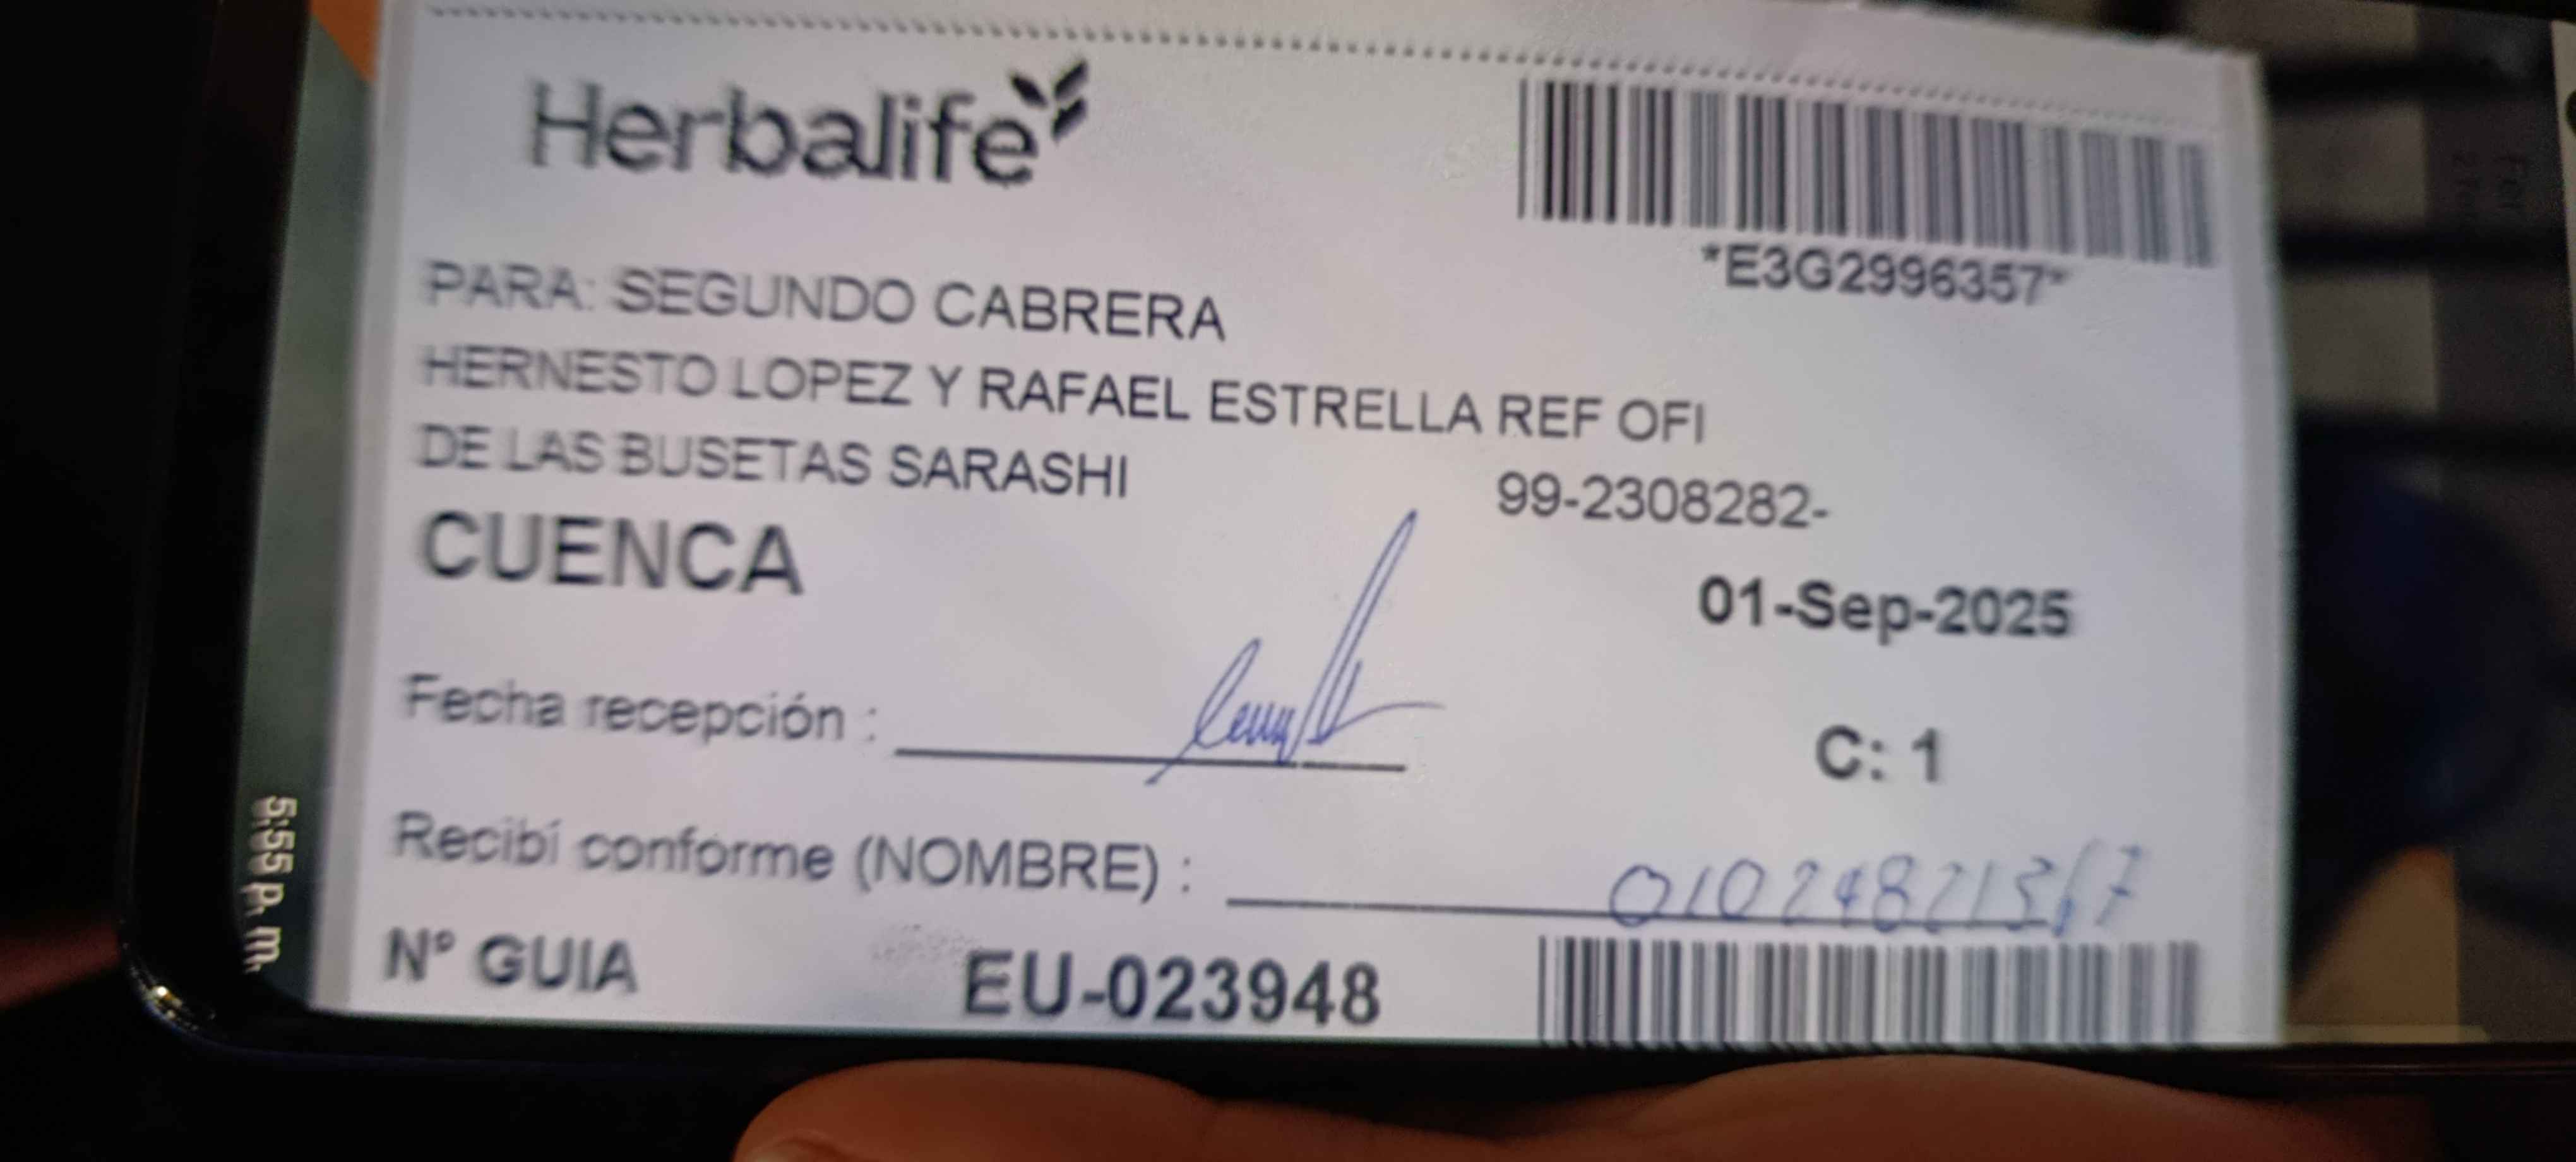 Herbalife
*E3G2996357*
PARA: SEGUNDO CABRERA
HERNESTO LOPEZ Y RAFAEL ESTRELLA REF OFI
DE LAS BUSETAS SARASHI
99-2308282-
CUENCA
01-Sep-2025
Fecha recepción :
C: 1
Recibí conforme (NOMBRE) :
Nº GUIA EU-023948
5:55 p. m.